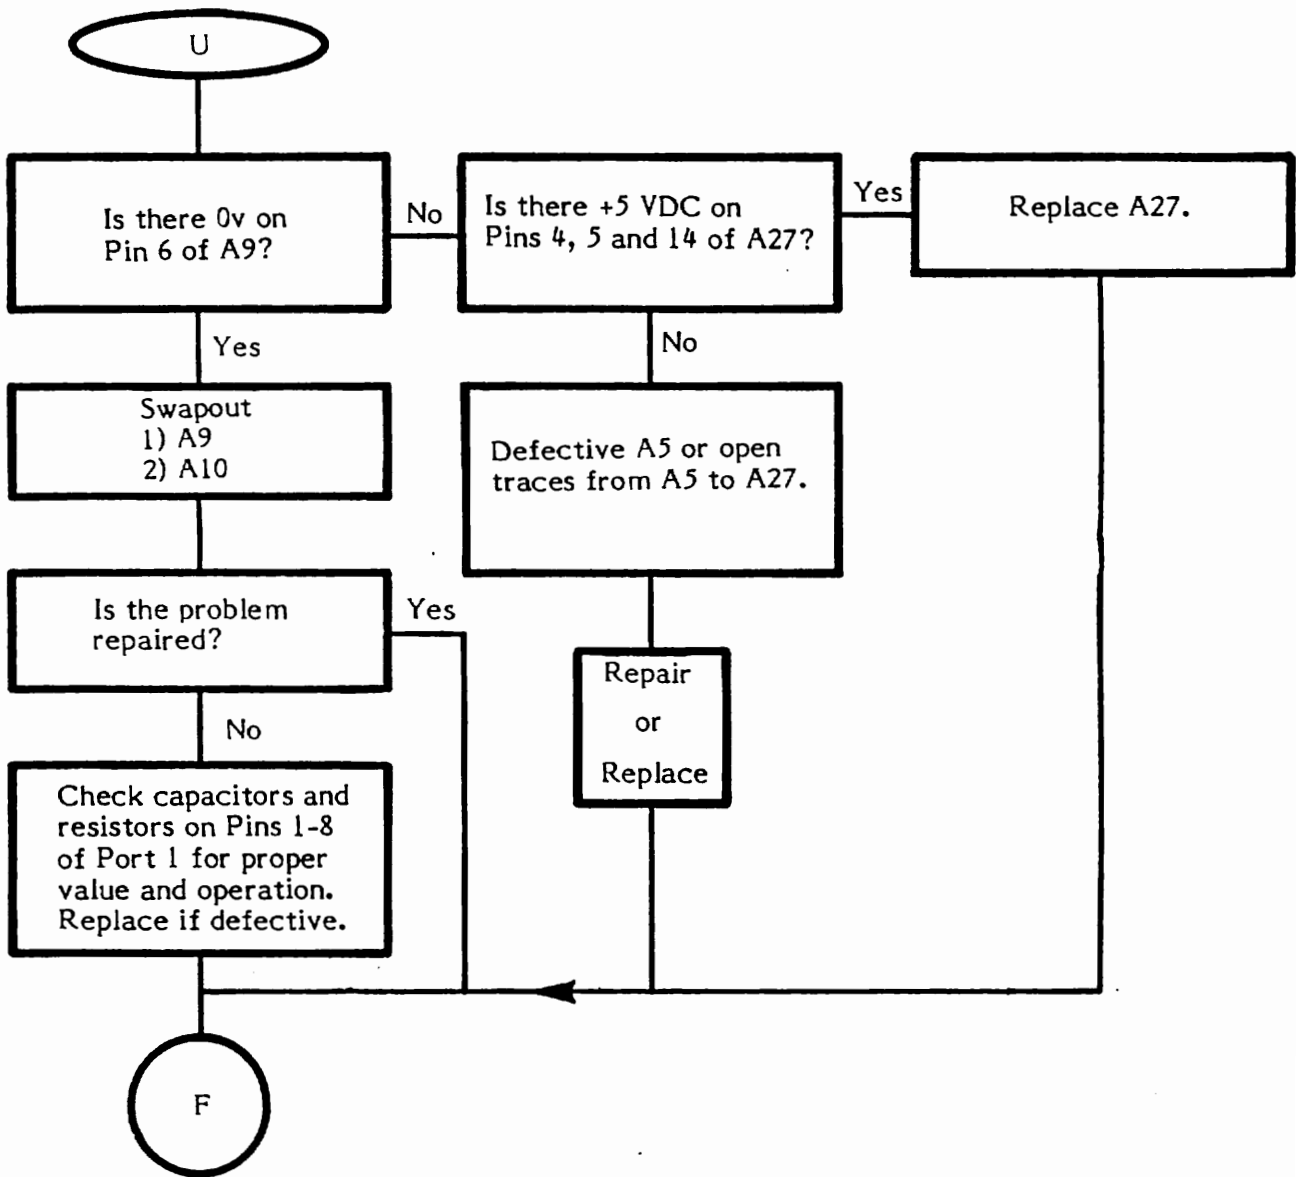 U
Is there 0v on
Pin 6 of A9?
No
Is there +5 VDC on
Pins 4, 5 and 14 of A27?
Yes
Replace A27.
Yes
No
Swapout
1) A9
2) A10
Defective A5 or open
traces from A5 to A27.
Is the problem
repaired?
Yes
Repair
or
Replace
No
Check capacitors and
resistors on Pins 1-8
of Port 1 for proper
value and operation.
Replace if defective.
F